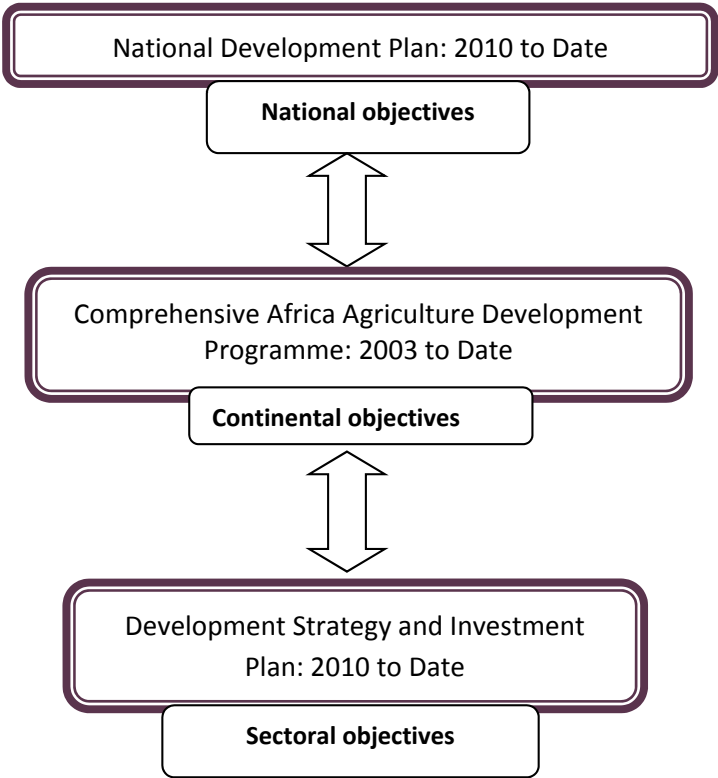 National Development Plan: 2010 to Date
National objectives
Comprehensive Africa Agriculture Development
Programme: 2003 to Date
Continental objectives
Development Strategy and Investment
Plan: 2010 to Date
Sectoral objectives